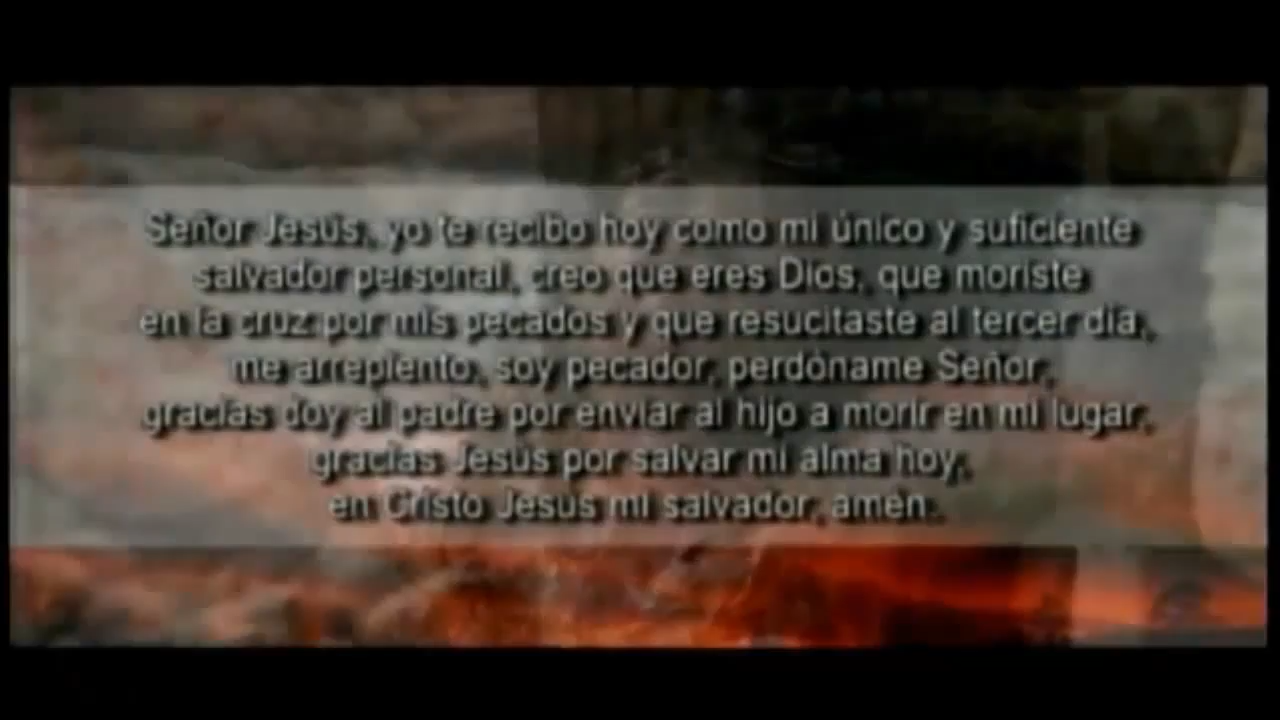 Señor Jesús, yo te recibo hoy como mi único y suficiente
salvador personal, creo que eres Dios, que moriste
en la cruz por mis pecados y que resucitaste al tercer día,
me arrepiento, soy pecador, perdóname Señor,
gracias doy al padre por enviar al hijo a morir en mi lugar,
gracias Jesús por salvar mi alma hoy,
en Cristo Jesús mi salvador, amén.